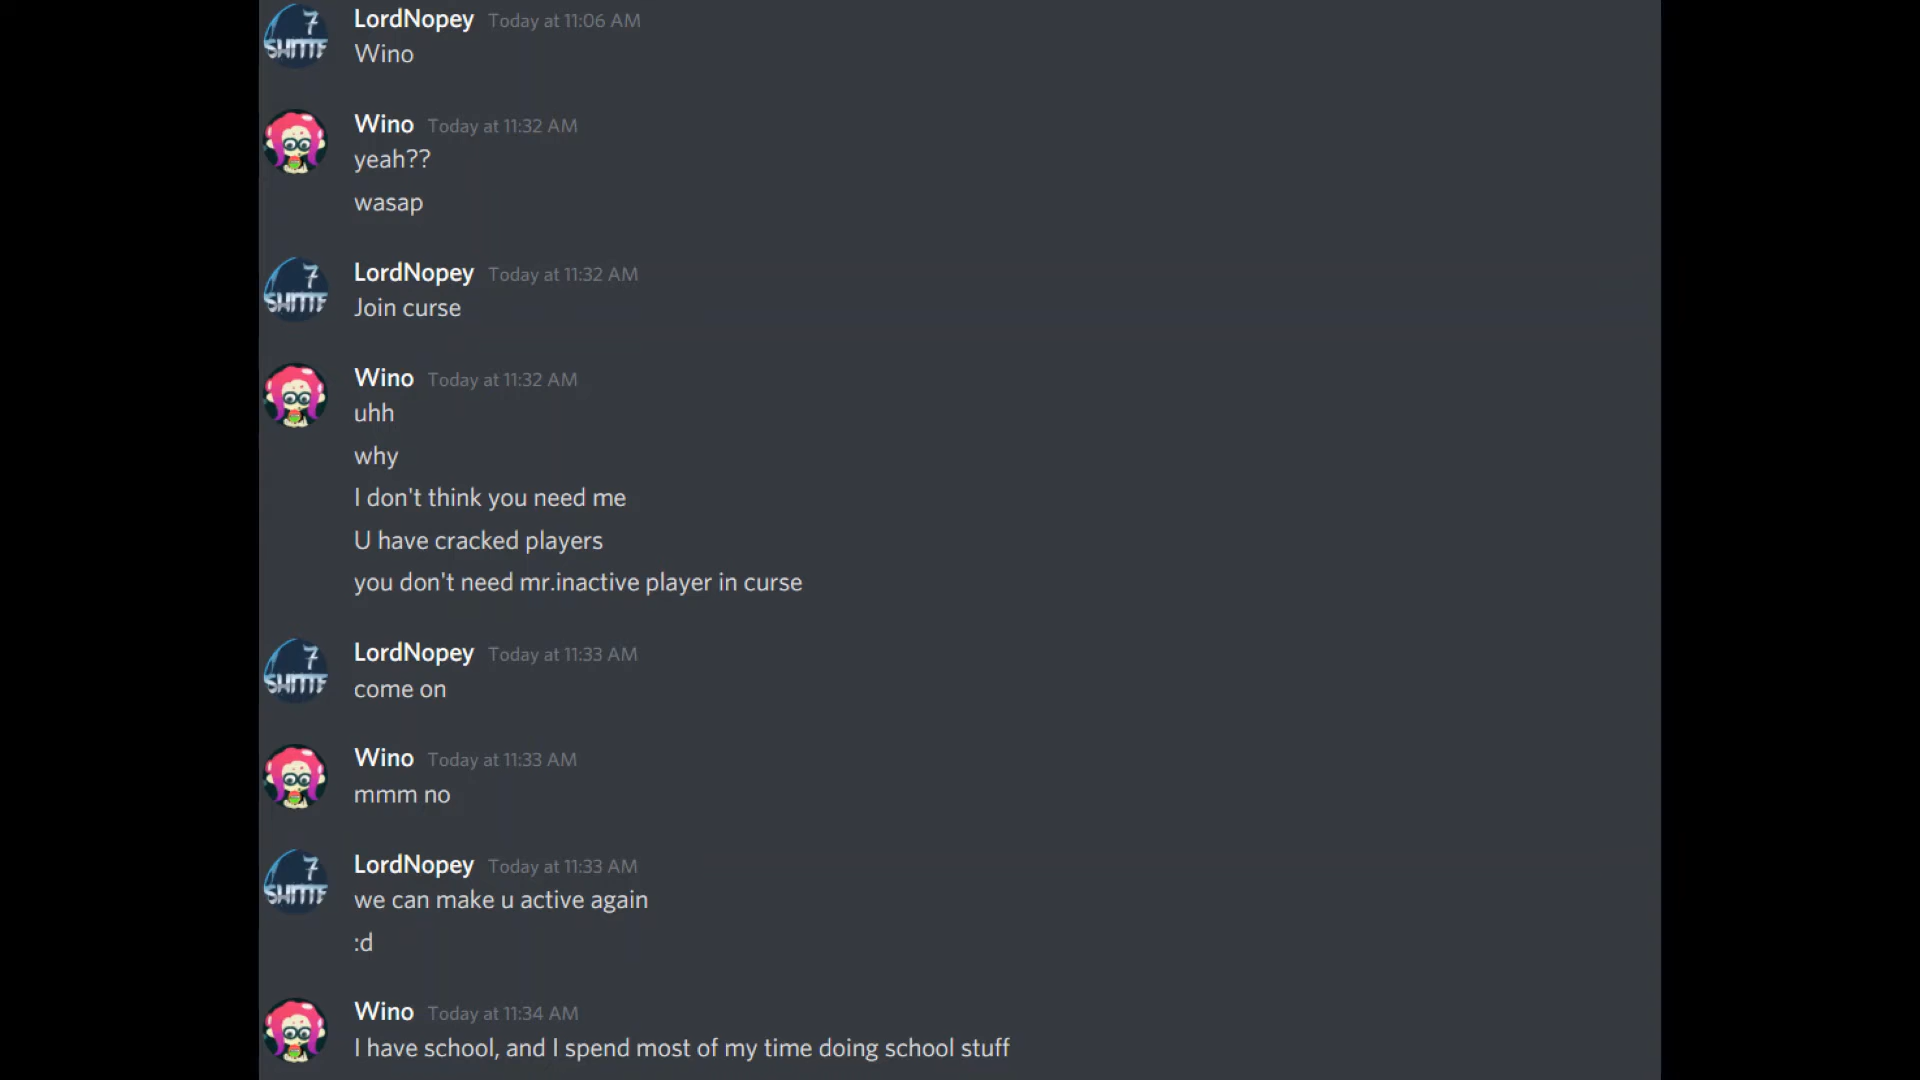 LordNopey Today at 11:06 AM
Wino
Wino Today at 11:32 AM
yeah??
wasap
LordNopey Today at 11:32 AM
Join curse
Wino Today at 11:32 AM
uhh
why
I don't think you need me
U have cracked players
you don't need mr.inactive player in curse
LordNopey Today at 11:33 AM
come on
Wino Today at 11:33 AM
mmm no
LordNopey Today at 11:33 AM
we can make u active again
:d
Wino Today at 11:34 AM
I have school, and I spend most of my time doing school stuff